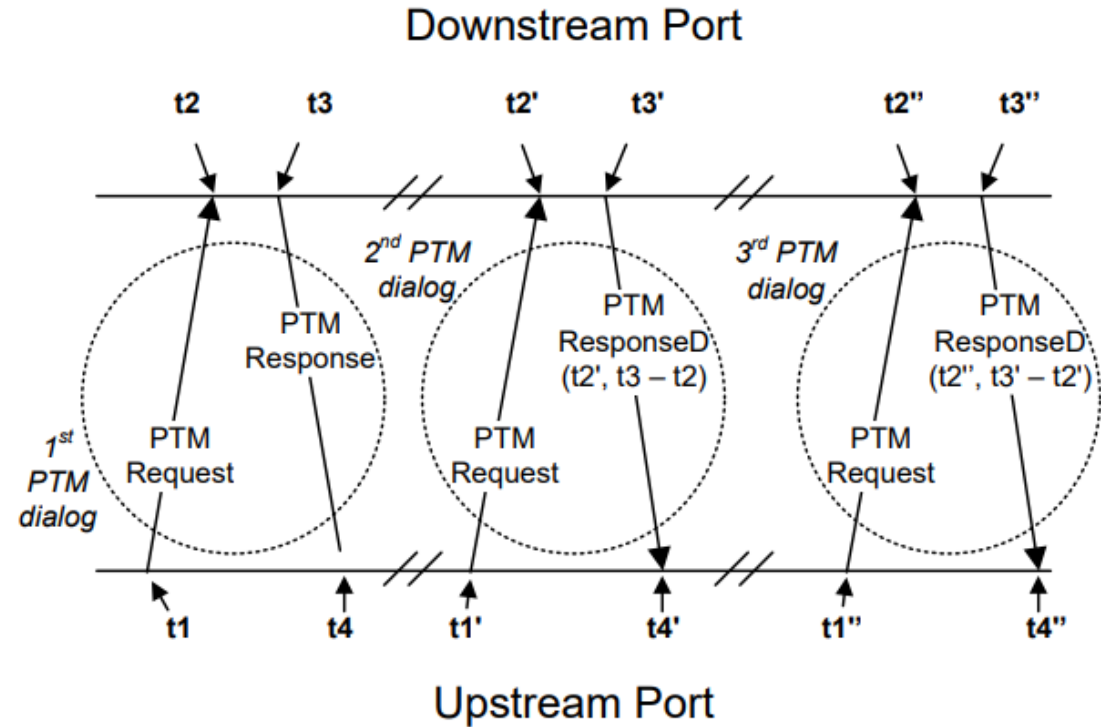 Downstream Port
t2 t3 t2' t3' t2'' t3''
1st
PTM
dialog
PTM
Request
PTM
Response
2nd PTM
dialog
PTM
Request
PTM
ResponseD
(t2', t3 – t2)
3rd PTM
dialog
PTM
Request
PTM
ResponseD
(t2'', t3' – t2')
t1 t4 t1' t4' t1'' t4''
Upstream Port